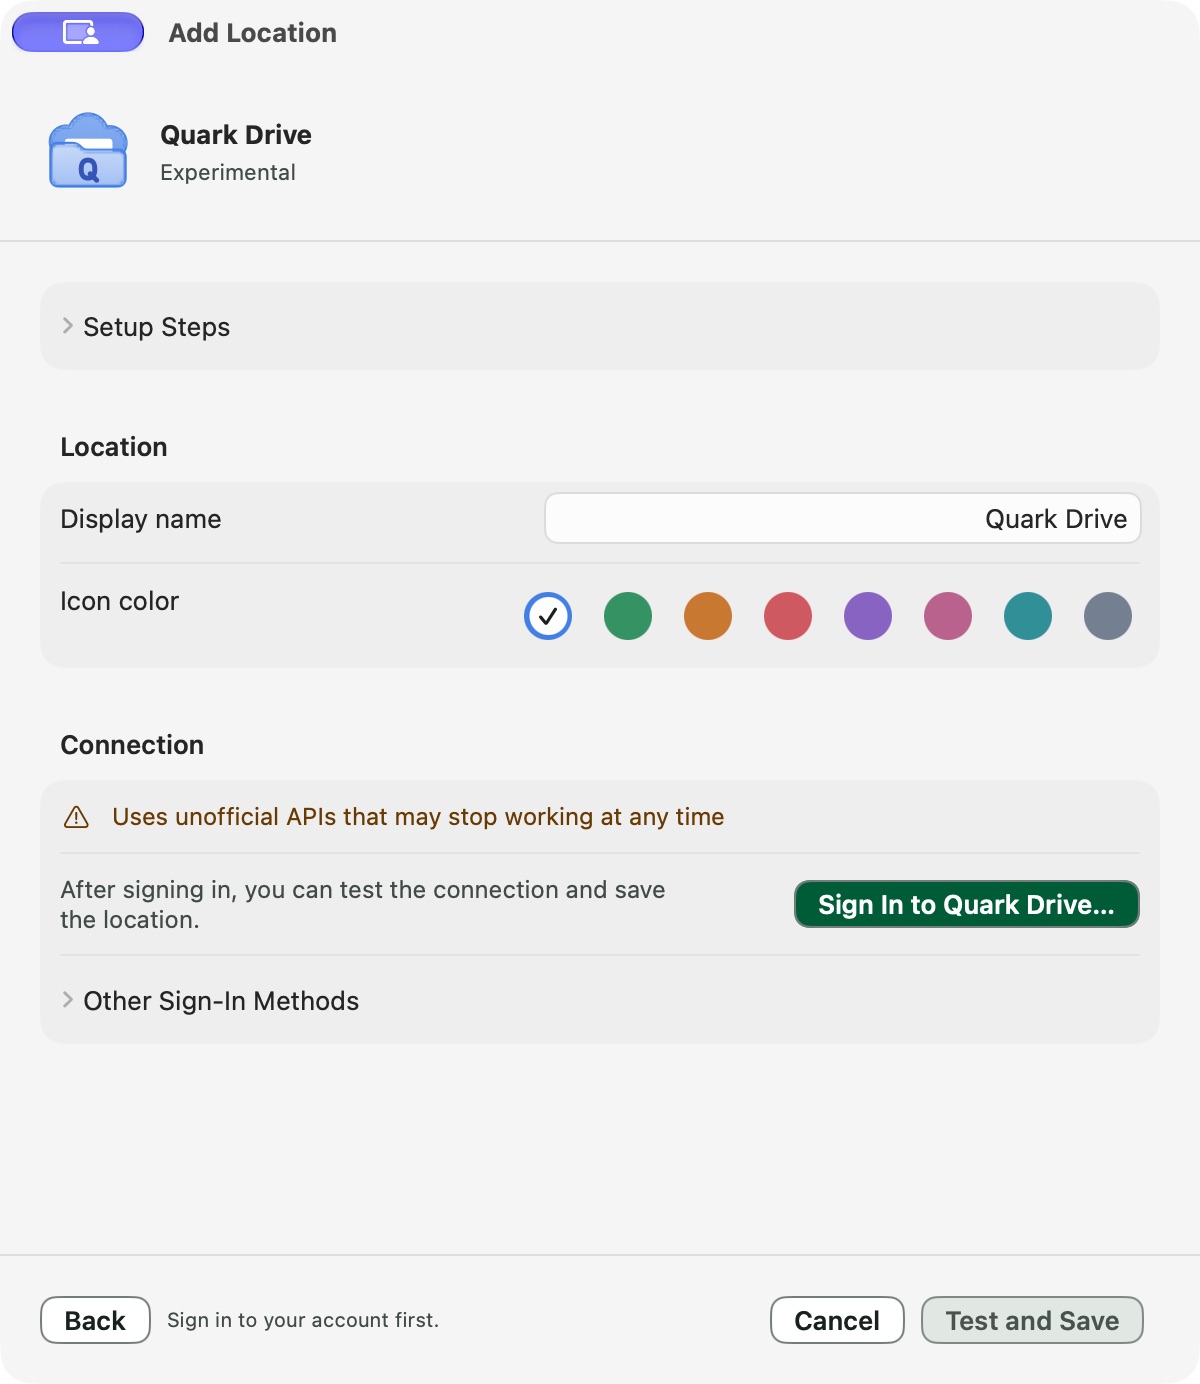 Add Location
Q
Quark Drive
Experimental
Setup Steps
Location
Display name
Quark Drive
Icon color
Connection
Uses unofficial APIs that may stop working at any time
After signing in, you can test the connection and save
the location.
Sign In to Quark Drive...
Other Sign-In Methods
Back
Sign in to your account first.
Cancel
Test and Save